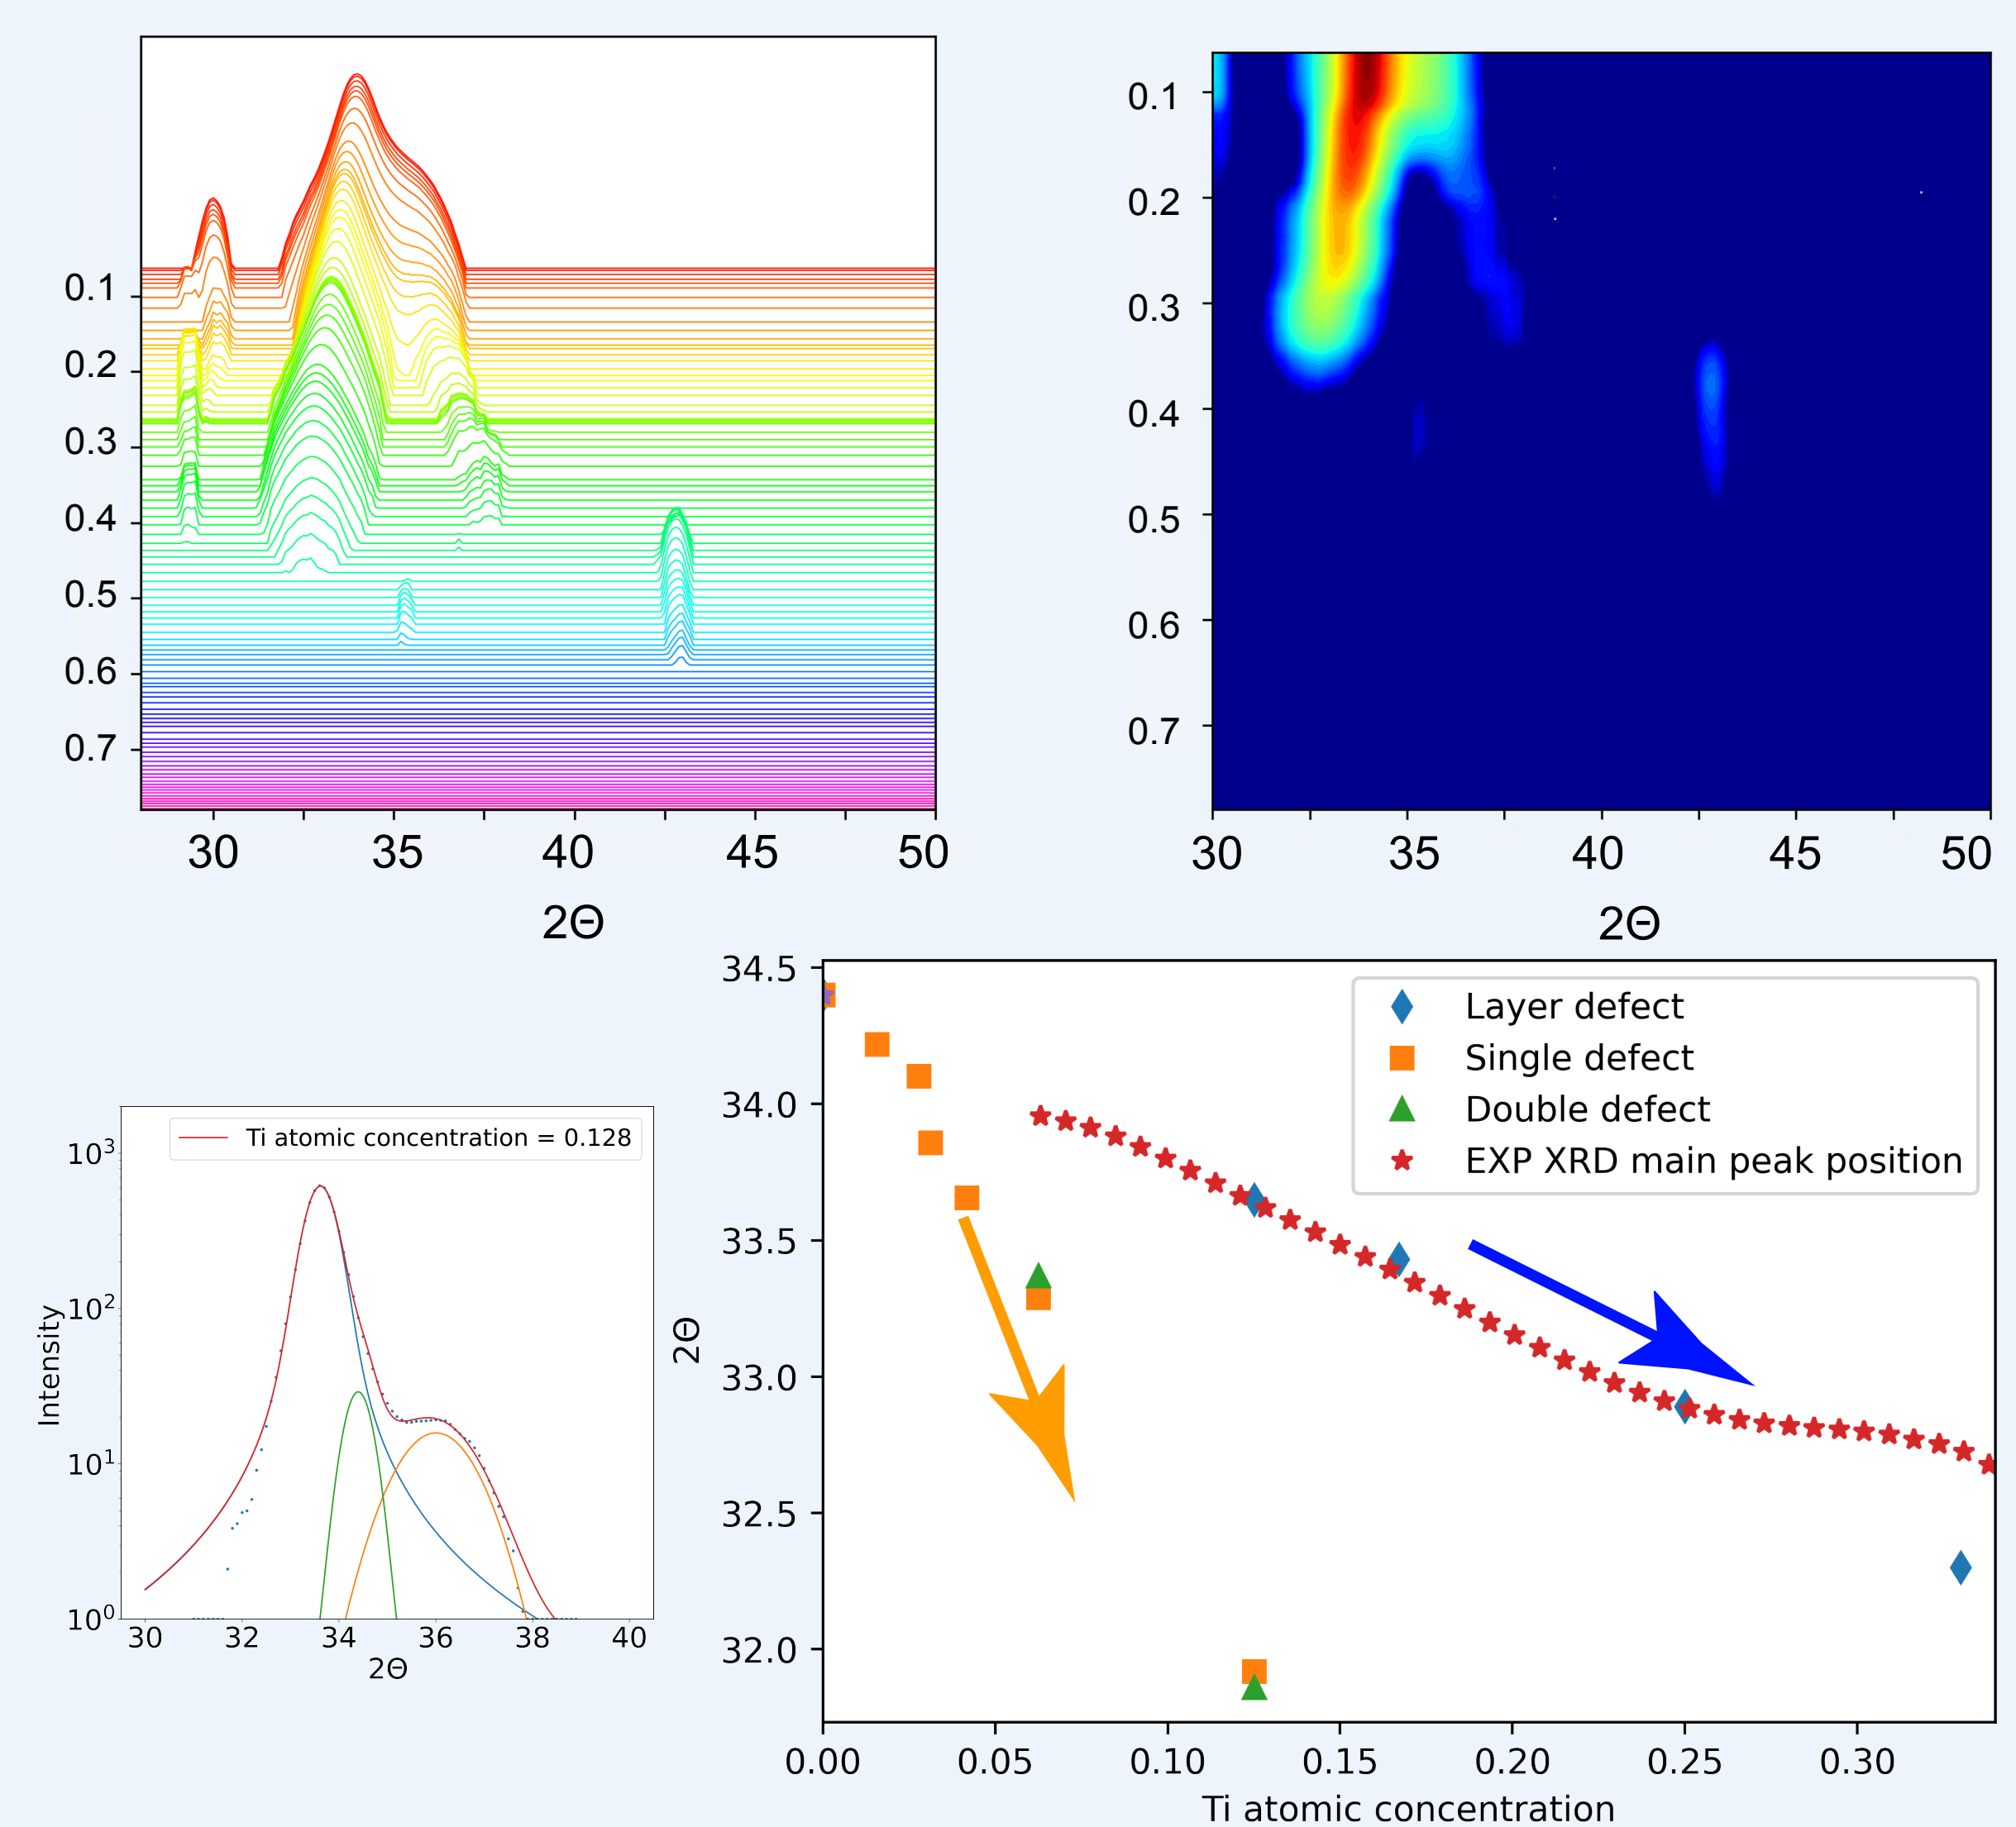 0.1
0.2
0.3
0.4
0.5
0.6
0.7
30 35 40 45 50
2Θ
0.1
0.2
0.3
0.4
0.5
0.6
0.7
30 35 40 45 50
2Θ
Ti atomic concentration = 0.128
10³
10²
10¹
10⁰
Intensity
30 32 34 36 38 40
2Θ
34.5
34.0
33.5
33.0
32.5
32.0
2Θ
Layer defect
Single defect
Double defect
EXP XRD main peak position
0.00 0.05 0.10 0.15 0.20 0.25 0.30
Ti atomic concentration